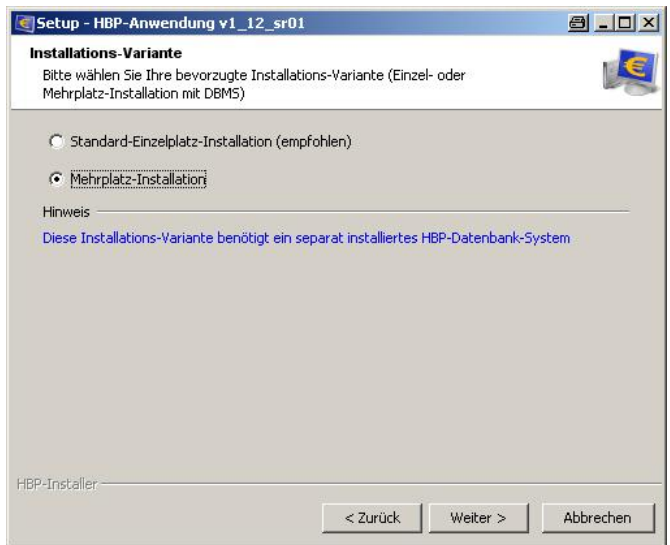 Setup - HBP-Anwendung v1_12_sr01
Installations-Variante
Bitte wählen Sie Ihre bevorzugte Installations-Variante (Einzel- oder
Mehrplatz-Installation mit DBMS)
Standard-Einzelplatz-Installation (empfohlen)
Mehrplatz-Installation
Hinweis
Diese Installations-Variante benötigt ein separat installiertes HBP-Datenbank-System
HBP-Installer
< Zurück
Weiter >
Abbrechen